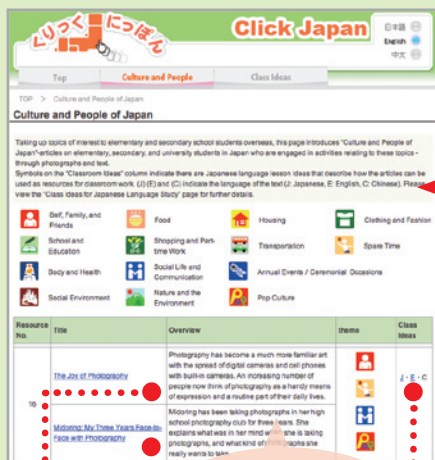 くりっく
にっぽん
Click Japan
日本語
English
中文
Top
Culture and People
Class Ideas
TOP > Culture and People of Japan
Culture and People of Japan
Taking up topics of interest to elementary and secondary school students overseas, this page introduces "Culture and People of
Japan"-articles on elementary, secondary, and university students in Japan who are engaged in activities relating to these topics -
through photographs and text.
Symbols on the "Classroom Ideas" column indicate there are Japanese language lesson ideas that describe how the articles can be
used as resources for classroom work. (J) (E) and (C) indicate the language of the text (J: Japanese, E: English, C: Chinese). Please
view the "Class Ideas for Japanese Language Study" page for further details.
Self, Family, and Friends
Food
Housing
Clothing and Fashion
School and Education
Shopping and Part-time Work
Transportation
Spare Time
Body and Health
Social Life and Communication
Annual Events / Ceremonial Occasions
Social Environment
Nature and the Environment
Pop Culture
Resource No.
Title
Overview
theme
Class Ideas
The Joy of Photography
Photography has become a much more familiar art
with the spread of digital cameras and cell phones
with built-in cameras. An increasing number of
people now think of photography as a handy means
of expression and a routine part of their daily lives.
J・E・C
16
Midoring: My Three Years Face-to-
Face with Photography
Midoring has been taking photographs in her high
school photography club for three years. She
explains what was in her mind when she is taking
photographs, and what kind of photographs she
really wants to take.